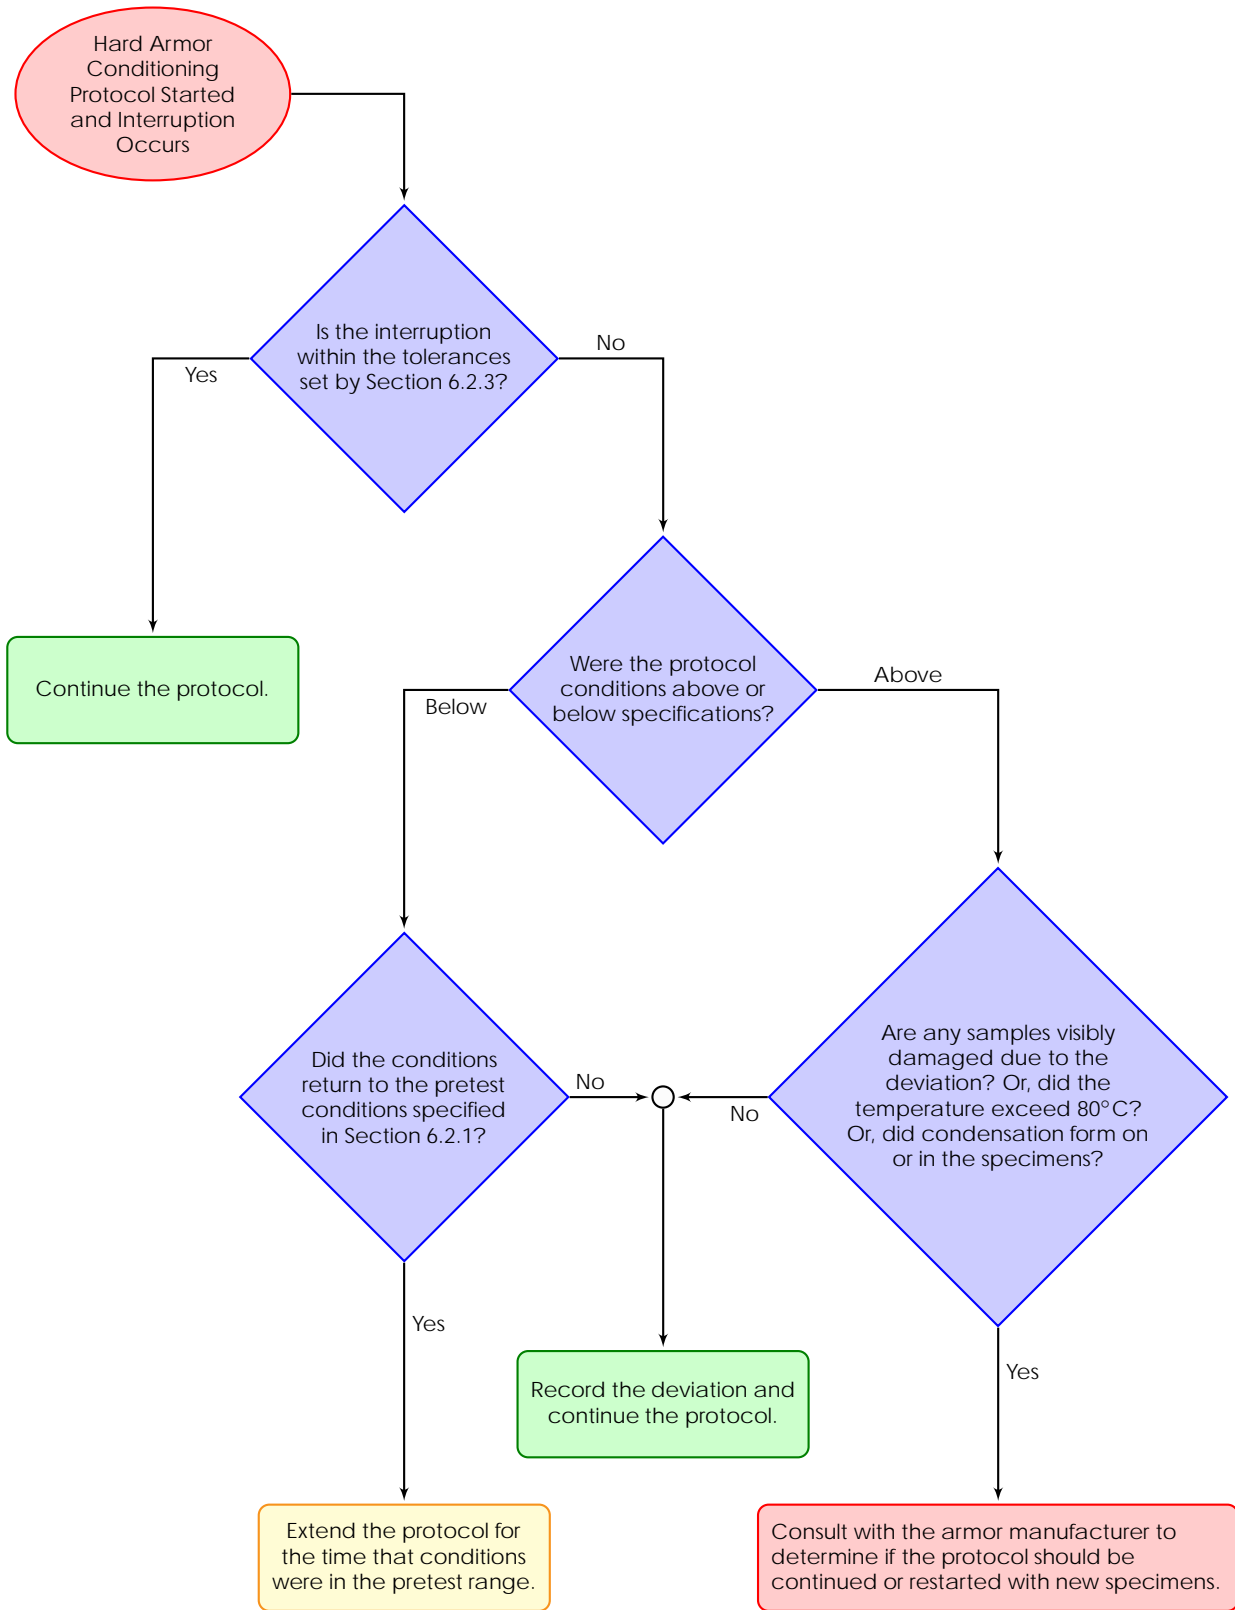 Hard Armor
Conditioning
Protocol Started
and Interruption
Occurs
Is the interruption
within the tolerances
set by Section 6.2.3?
Yes
No
Continue the protocol.
Were the protocol
conditions above or
below specifications?
Below
Above
Did the conditions
return to the pretest
conditions specified
in Section 6.2.1?
No
No
Are any samples visibly
damaged due to the
deviation? Or, did the
temperature exceed 80°C?
Or, did condensation form on
or in the specimens?
Yes
Yes
Record the deviation and
continue the protocol.
Extend the protocol for
the time that conditions
were in the pretest range.
Consult with the armor manufacturer to
determine if the protocol should be
continued or restarted with new specimens.